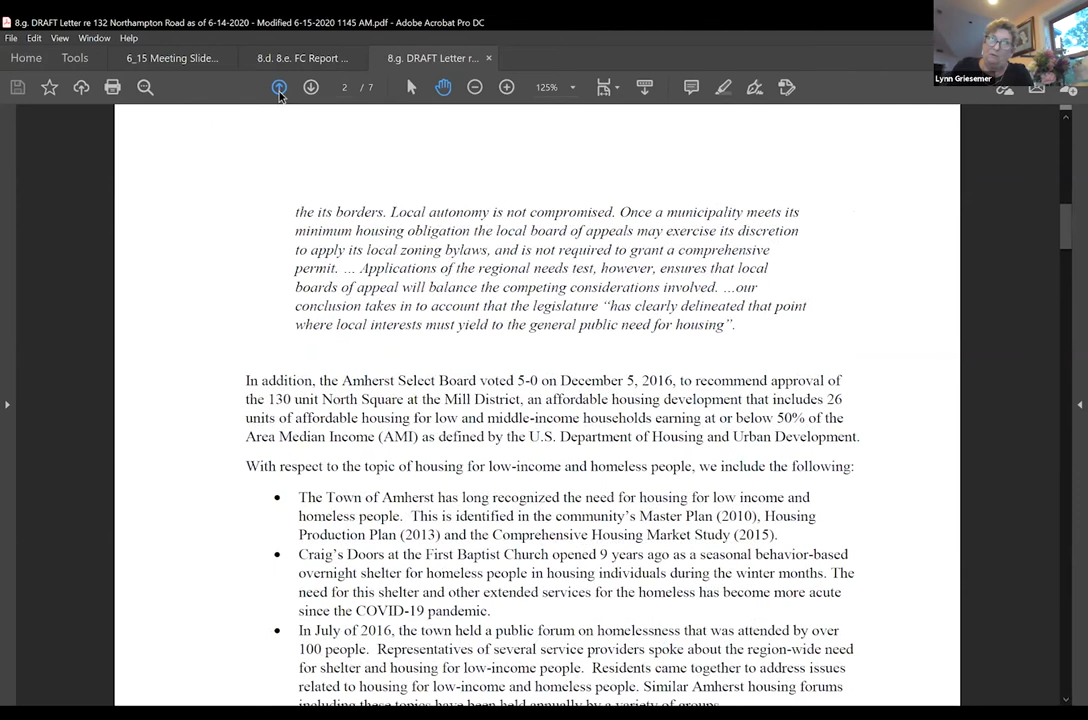 8.g. DRAFT Letter re 132 Northampton Road as of 6-14-2020 - Modified 6-15-2020 1145 AM.pdf - Adobe Acrobat Pro DC
File Edit View Window Help
Home Tools 6_15 Meeting Slide... 8.d. 8.e. FC Report ... 8.g. DRAFT Letter r... ×
2 / 7 125%
Lynn Griesemer
the its borders. Local autonomy is not compromised. Once a municipality meets its
minimum housing obligation the local board of appeals may exercise its discretion
to apply its local zoning bylaws, and is not required to grant a comprehensive
permit. … Applications of the regional needs test, however, ensures that local
boards of appeal will balance the competing considerations involved. …our
conclusion takes in to account that the legislature “has clearly delineated that point
where local interests must yield to the general public need for housing”.
In addition, the Amherst Select Board voted 5-0 on December 5, 2016, to recommend approval of
the 130 unit North Square at the Mill District, an affordable housing development that includes 26
units of affordable housing for low and middle-income households earning at or below 50% of the
Area Median Income (AMI) as defined by the U.S. Department of Housing and Urban Development.
With respect to the topic of housing for low-income and homeless people, we include the following:
• The Town of Amherst has long recognized the need for housing for low income and
homeless people. This is identified in the community’s Master Plan (2010), Housing
Production Plan (2013) and the Comprehensive Housing Market Study (2015).
• Craig’s Doors at the First Baptist Church opened 9 years ago as a seasonal behavior-based
overnight shelter for homeless people in housing individuals during the winter months. The
need for this shelter and other extended services for the homeless has become more acute
since the COVID-19 pandemic.
• In July of 2016, the town held a public forum on homelessness that was attended by over
100 people. Representatives of several service providers spoke about the region-wide need
for shelter and housing for low-income people. Residents came together to address issues
related to housing for low-income and homeless people. Similar Amherst housing forums
including these topics have been held annually by a variety of groups.